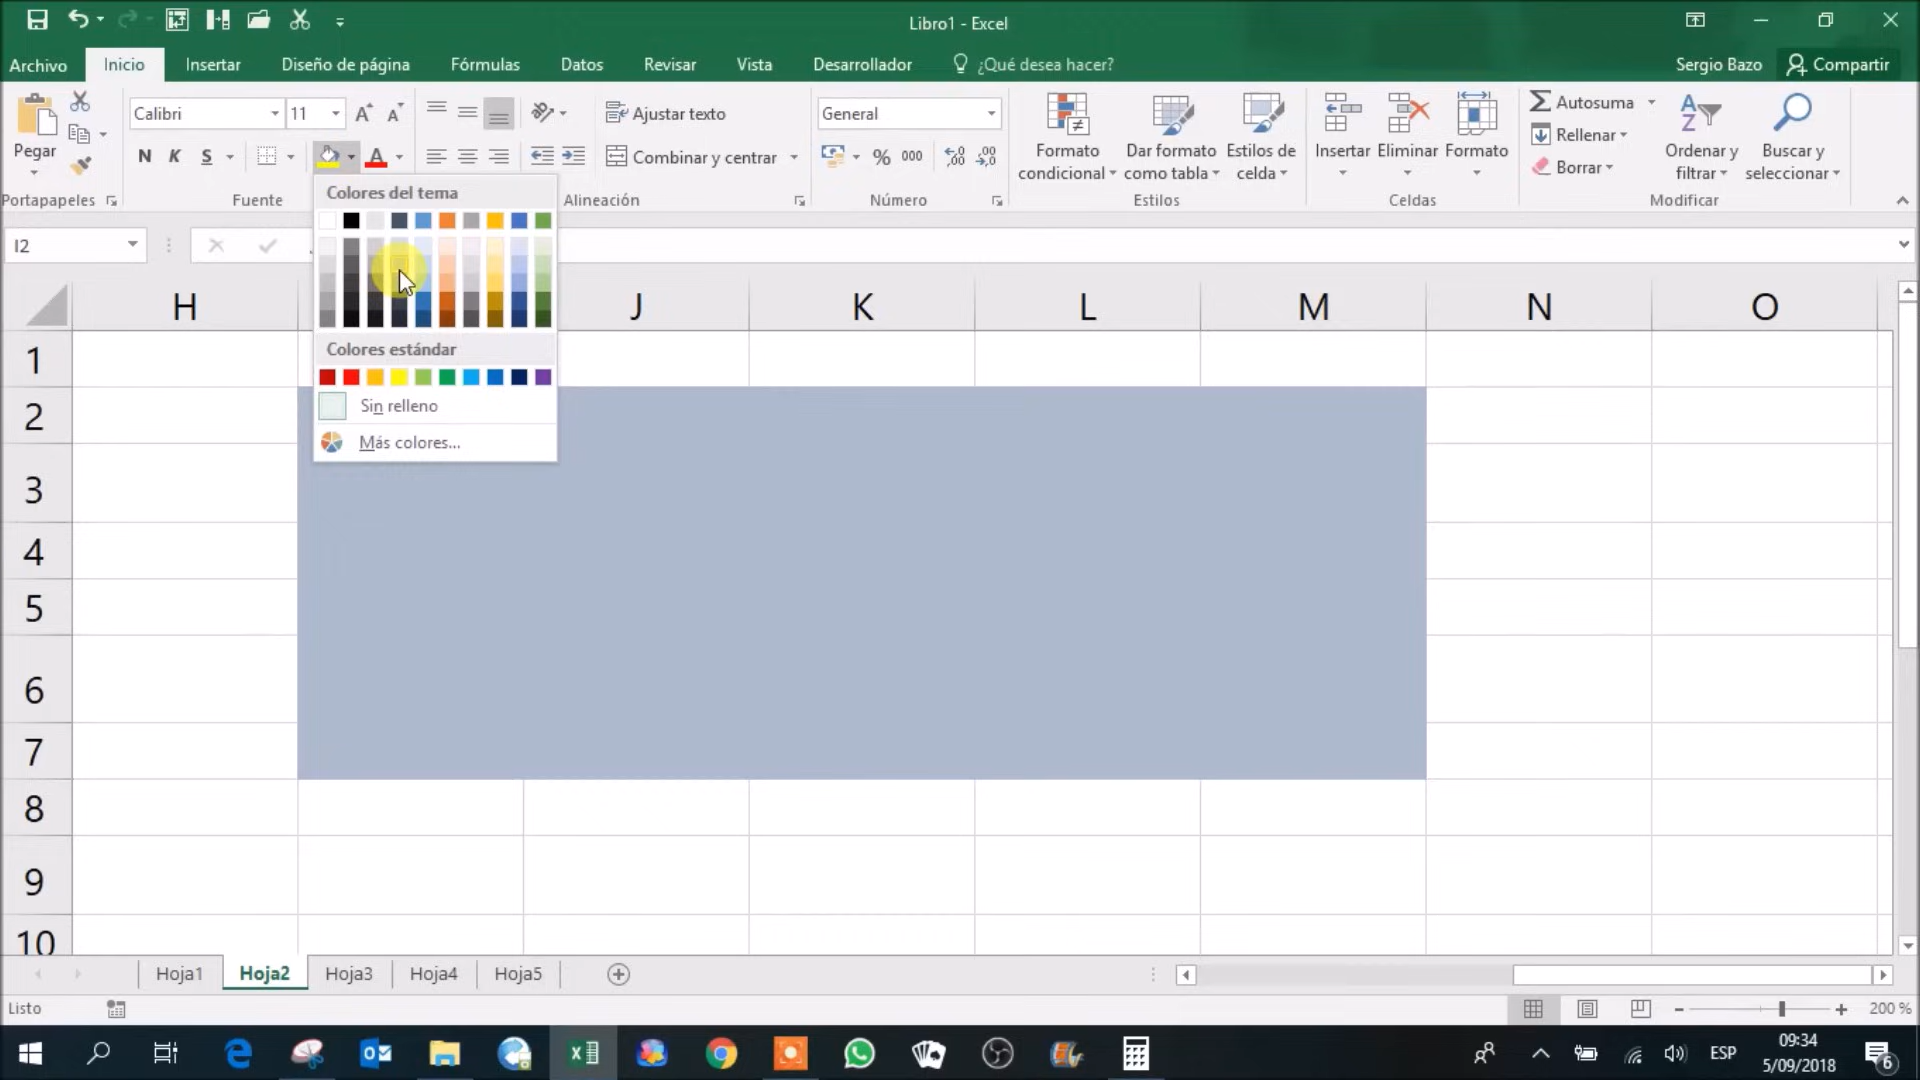 Libro1 - Excel
Archivo Inicio Insertar Diseño de página Fórmulas Datos Revisar Vista Desarrollador ¿Qué desea hacer? Sergio Bazo Compartir
Calibri 11 Ajustar texto General Autosuma
Pegar N K S Combinar y centrar % 000 Formato condicional Dar formato como tabla Estilos de celda Insertar Eliminar Formato Rellenar Borrar Ordenar y filtrar Buscar y seleccionar
Portapapeles Fuente Alineación Número Estilos Celdas Modificar
Colores del tema
I2
H J K L M N O
Colores estándar
Sin relleno
Más colores...
1
2
3
4
5
6
7
8
9
10
Hoja1 Hoja2 Hoja3 Hoja4 Hoja5
Listo 200 %
ESP 09:34
5/09/2018 6